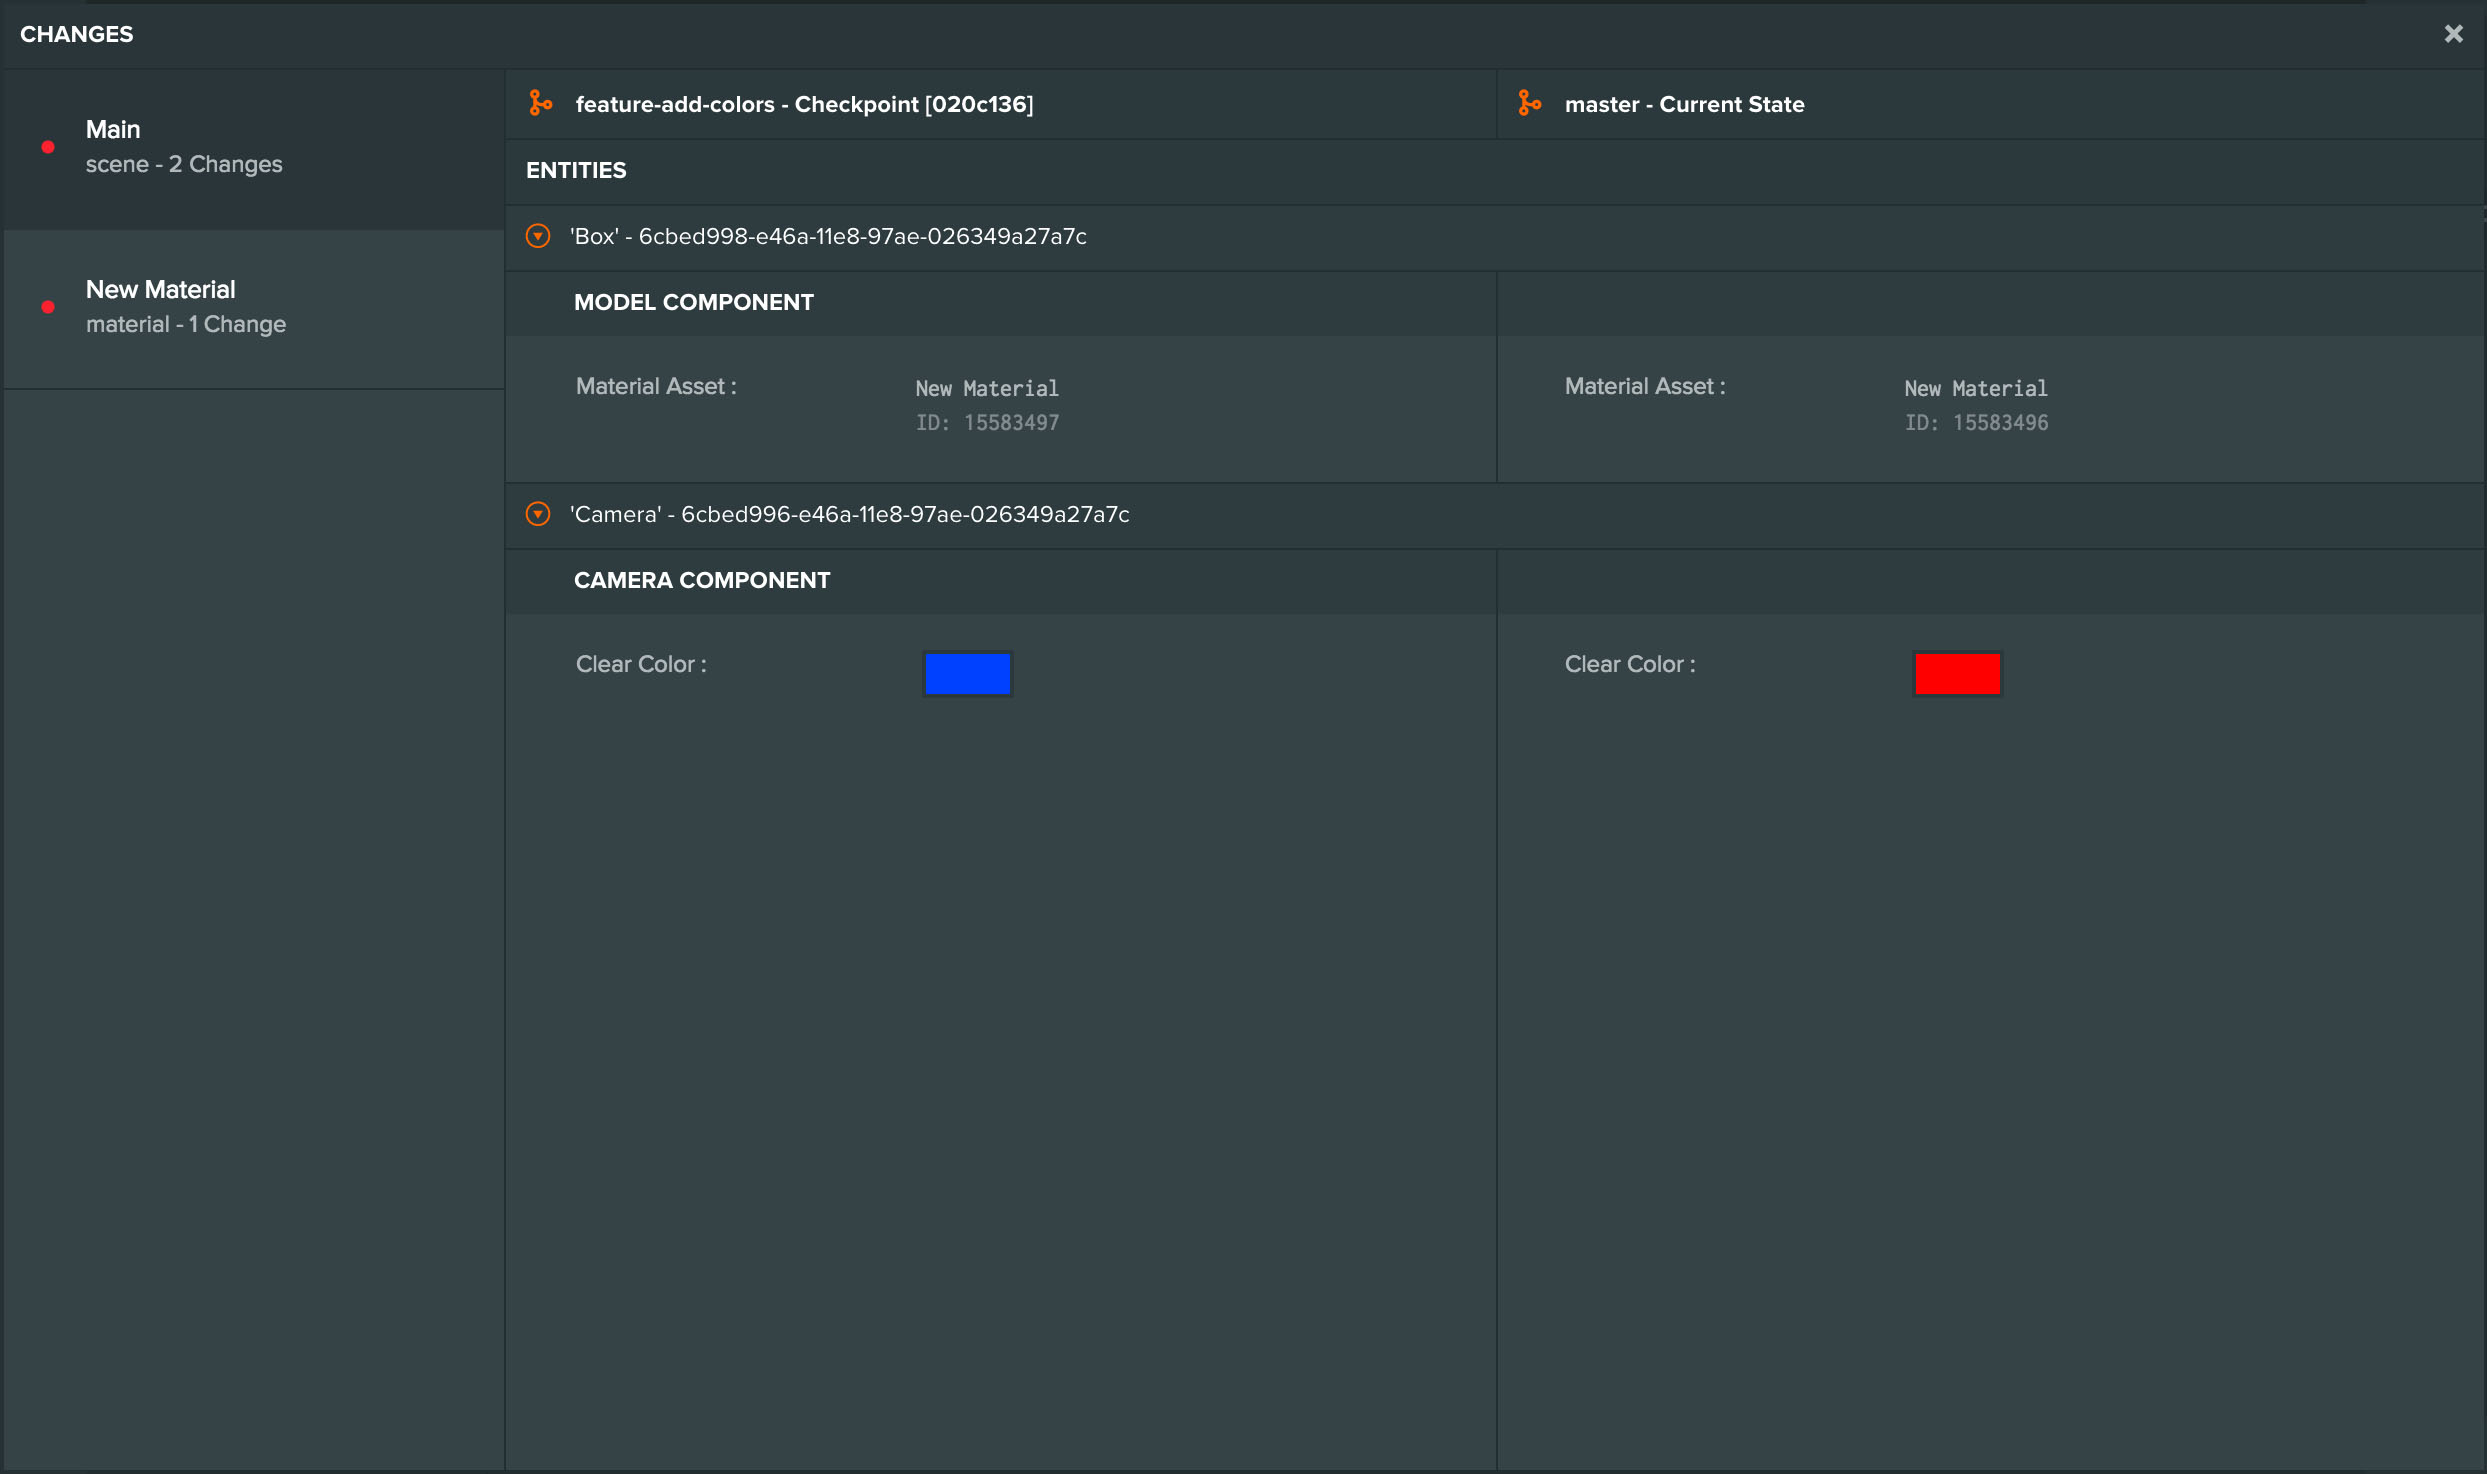 CHANGES
Main
scene - 2 Changes
New Material
material - 1 Change
feature-add-colors - Checkpoint [020c136]
master - Current State
ENTITIES
'Box' - 6cbed998-e46a-11e8-97ae-026349a27a7c
MODEL COMPONENT
Material Asset :
New Material
ID: 15583497
Material Asset :
New Material
ID: 15583496
'Camera' - 6cbed996-e46a-11e8-97ae-026349a27a7c
CAMERA COMPONENT
Clear Color :
Clear Color :